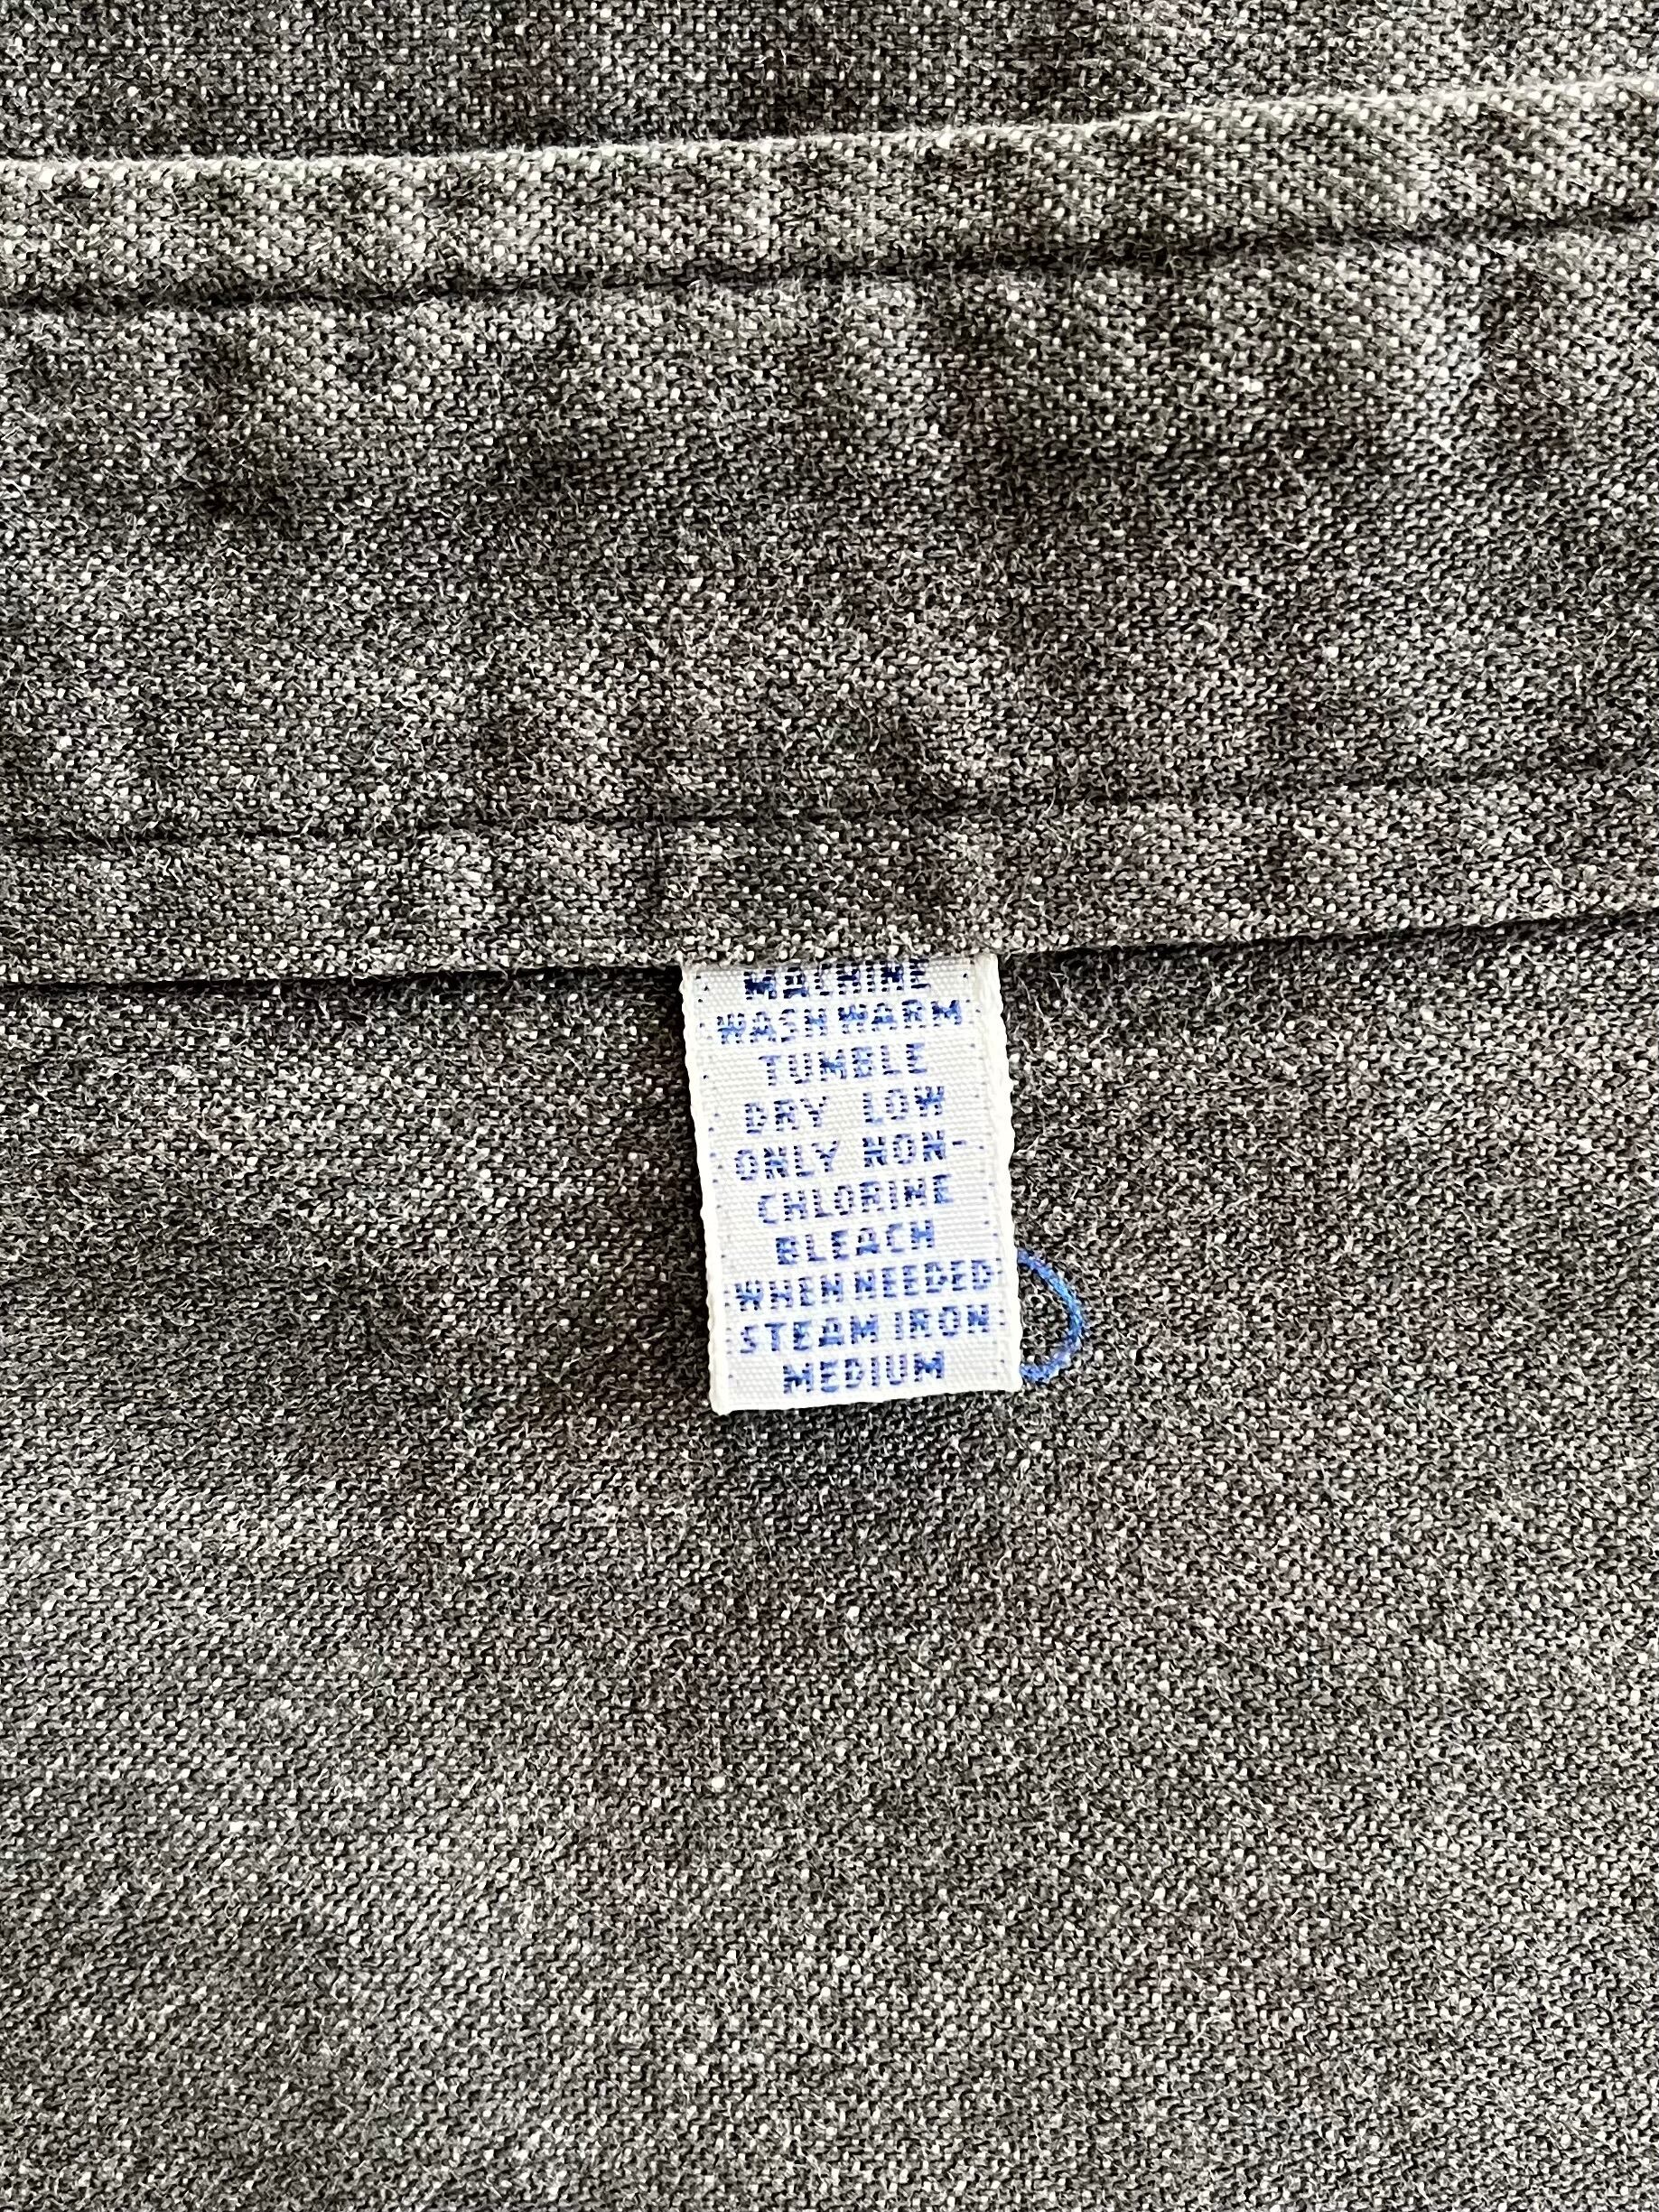 MACHINE
WASH WARM
TUMBLE
DRY LOW
ONLY NON-
CHLORINE
BLEACH
WHEN NEEDED
STEAM IRON
MEDIUM